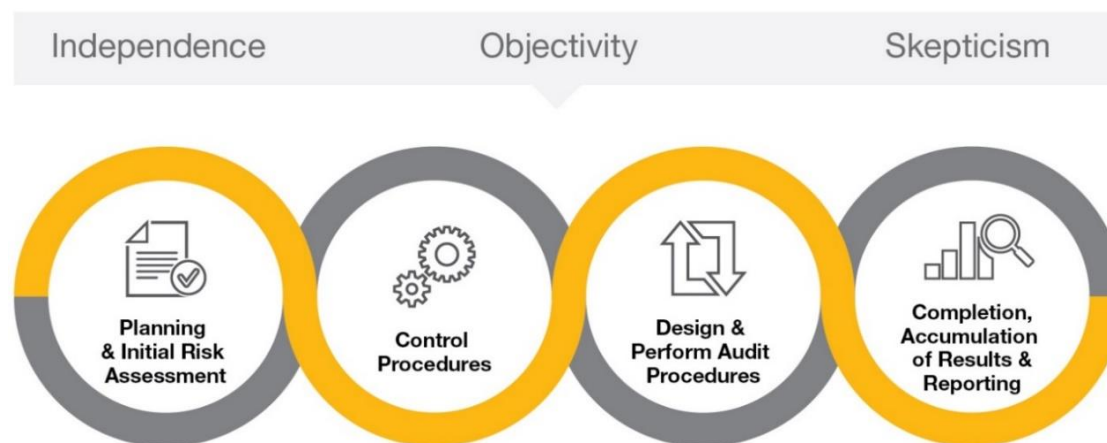 Independence Objectivity Skepticism
Planning
& Initial Risk
Assessment
Control
Procedures
Design &
Perform Audit
Procedures
Completion,
Accumulation
of Results &
Reporting